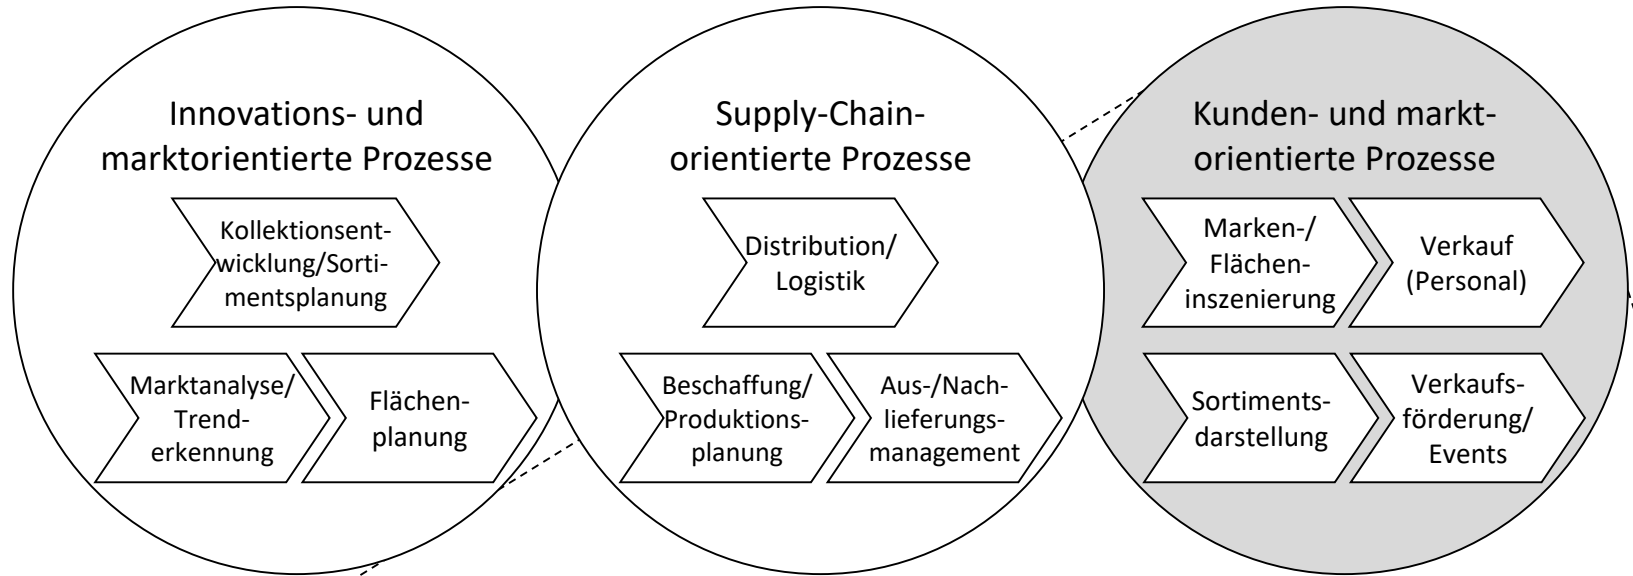 Innovations- und
marktorientierte Prozesse
Kollektionsent-
wicklung/Sorti-
mentsplanung
Marktanalyse/
Trend-
erkennung
Flächen-
planung
Supply-Chain-
orientierte Prozesse
Distribution/
Logistik
Beschaffung/
Produktions-
planung
Aus-/Nach-
lieferungs-
management
Kunden- und markt-
orientierte Prozesse
Marken-/
Flächen-
inszenierung
Verkauf
(Personal)
Sortiments-
darstellung
Verkaufs-
förderung/
Events